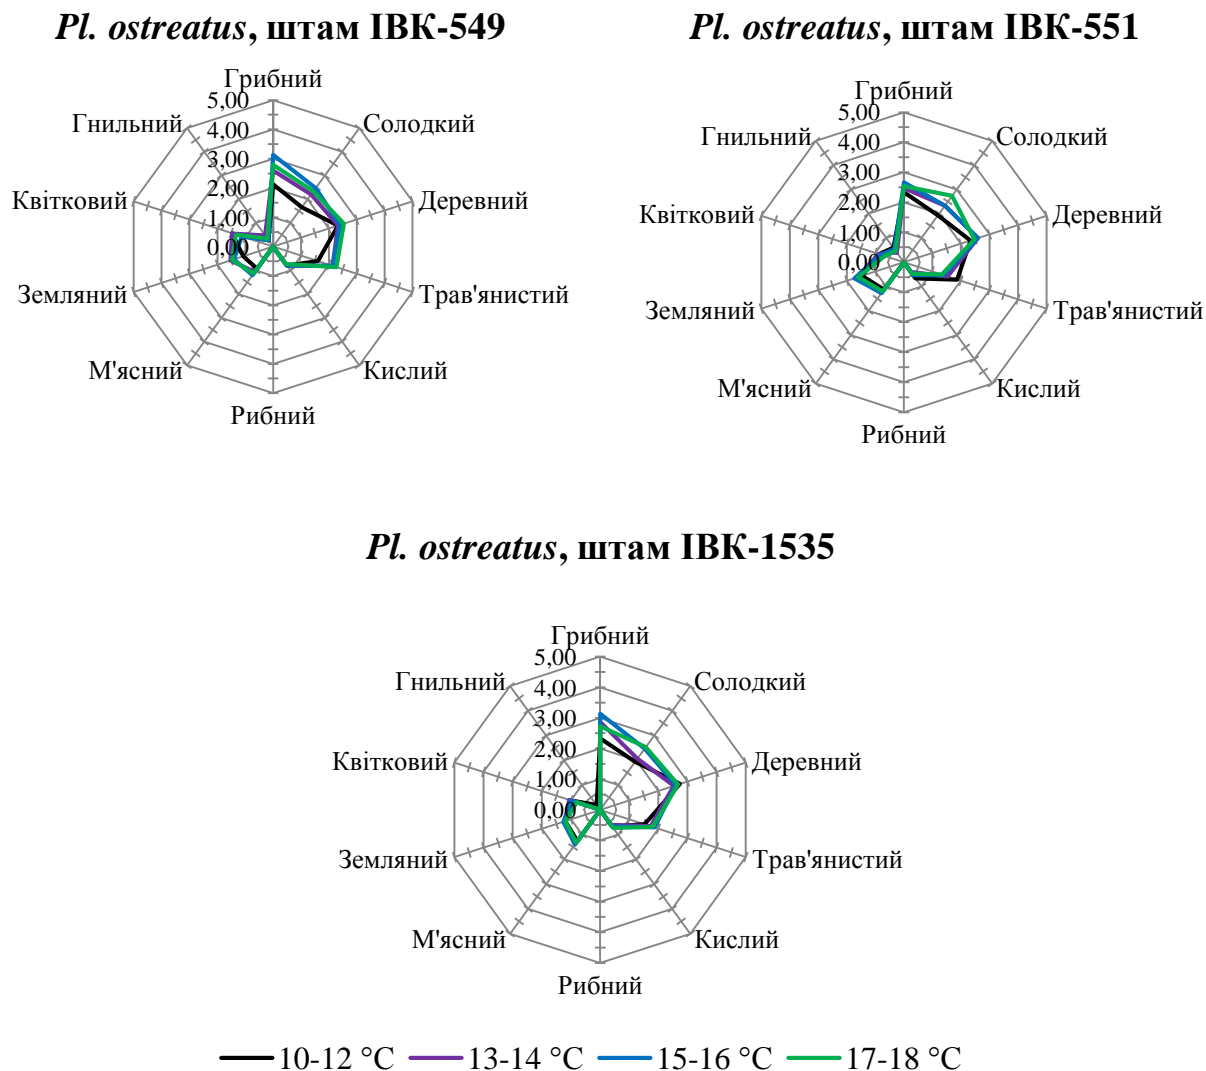 Pl. ostreatus, штам ІВК-549
Грибний
5,00
4,00
3,00
2,00
1,00
0,00
Солодкий
Деревний
Трав'янистий
Кислий
Рибний
М'ясний
Земляний
Квітковий
Гнильний
Pl. ostreatus, штам ІВК-551
Грибний
5,00
4,00
3,00
2,00
1,00
0,00
Солодкий
Деревний
Трав'янистий
Кислий
Рибний
М'ясний
Земляний
Квітковий
Гнильний
Pl. ostreatus, штам ІВК-1535
Грибний
5,00
4,00
3,00
2,00
1,00
0,00
Солодкий
Деревний
Трав'янистий
Кислий
Рибний
М'ясний
Земляний
Квітковий
Гнильний
10-12 °C 13-14 °C 15-16 °C 17-18 °C